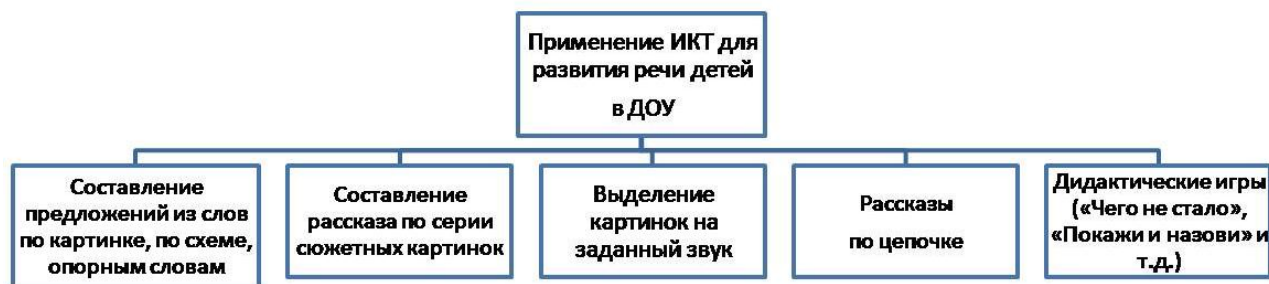 Применение ИКТ для
развития речи детей
в ДОУ
Составление
предложений из слов
по картинке, по схеме,
опорным словам
Составление
рассказа по серии
сюжетных картинок
Выделение
картинок на
заданный звук
Рассказы
по цепочке
Дидактические игры
(«Чего не стало»,
«Покажи и назови» и
т.д.)